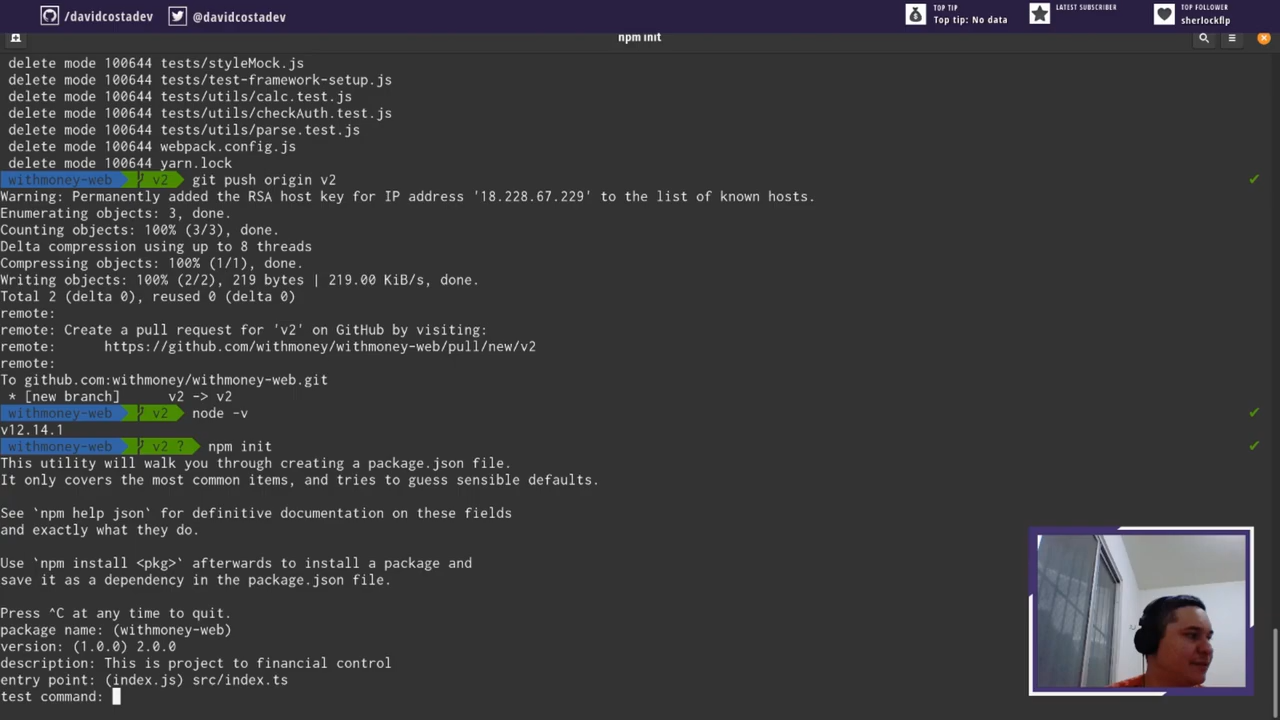 /davidcostadev
@davidcostadev
TOP TIP
Top tip: No data
LATEST SUBSCRIBER
TOP FOLLOWER
sherlockflp
npm init
delete mode 100644 tests/styleMock.js
delete mode 100644 tests/test-framework-setup.js
delete mode 100644 tests/utils/calc.test.js
delete mode 100644 tests/utils/checkAuth.test.js
delete mode 100644 tests/utils/parse.test.js
delete mode 100644 webpack.config.js
delete mode 100644 yarn.lock
withmoney-web v2 git push origin v2 ✓
Warning: Permanently added the RSA host key for IP address '18.228.67.229' to the list of known hosts.
Enumerating objects: 3, done.
Counting objects: 100% (3/3), done.
Delta compression using up to 8 threads
Compressing objects: 100% (1/1), done.
Writing objects: 100% (2/2), 219 bytes | 219.00 KiB/s, done.
Total 2 (delta 0), reused 0 (delta 0)
remote:
remote: Create a pull request for 'v2' on GitHub by visiting:
remote:      https://github.com/withmoney/withmoney-web/pull/new/v2
remote:
To github.com:withmoney/withmoney-web.git
* [new branch]      v2 -> v2
withmoney-web v2 node -v ✓
v12.14.1
withmoney-web v2 ? npm init ✓
This utility will walk you through creating a package.json file.
It only covers the most common items, and tries to guess sensible defaults.
See `npm help json` for definitive documentation on these fields
and exactly what they do.
Use `npm install <pkg>` afterwards to install a package and
save it as a dependency in the package.json file.
Press ^C at any time to quit.
package name: (withmoney-web)
version: (1.0.0) 2.0.0
description: This is project to financial control
entry point: (index.js) src/index.ts
test command: